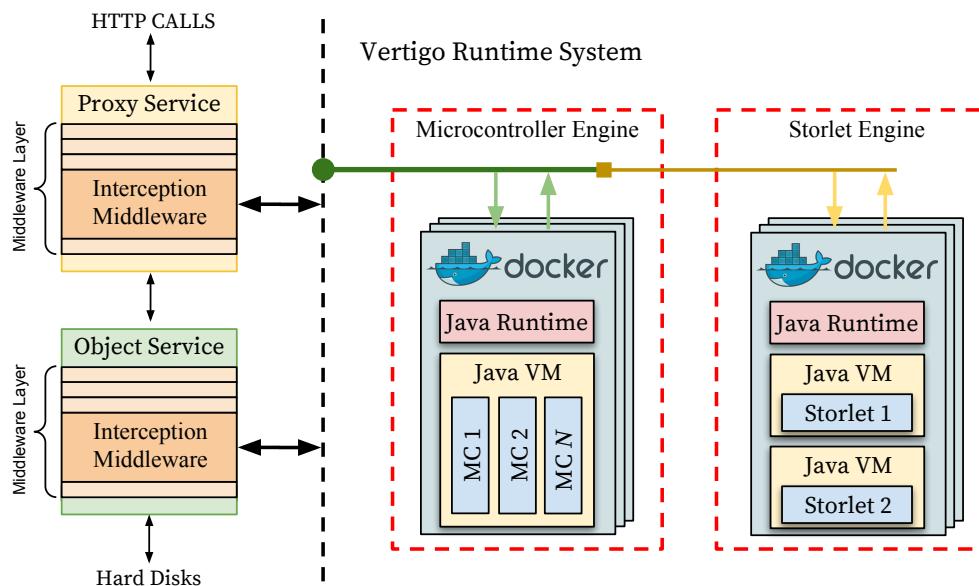 HTTP CALLS
Proxy Service
Middleware Layer
Interception
Middleware
Object Service
Middleware Layer
Interception
Middleware
Hard Disks
Vertigo Runtime System
Microcontroller Engine
docker
Java Runtime
Java VM
MC 1
MC 2
MC N
Storlet Engine
docker
Java Runtime
Java VM
Storlet 1
Java VM
Storlet 2